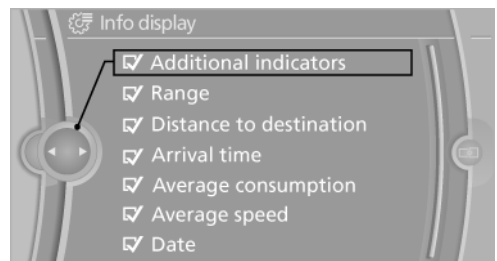 Info display
Additional indicators
Range
Distance to destination
Arrival time
Average consumption
Average speed
Date